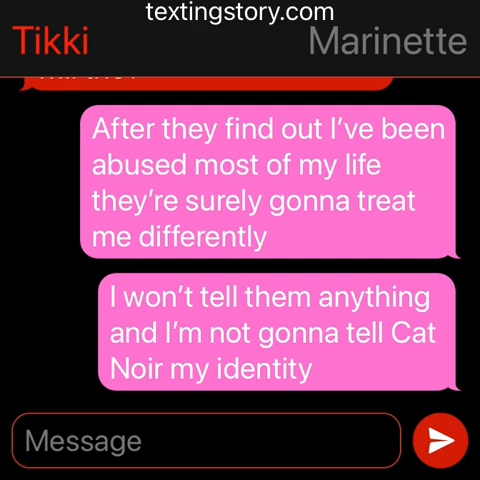 textingstory.com
Tikki Marinette
After they find out I’ve been
abused most of my life
they’re surely gonna treat
me differently
I won’t tell them anything
and I’m not gonna tell Cat
Noir my identity
Message